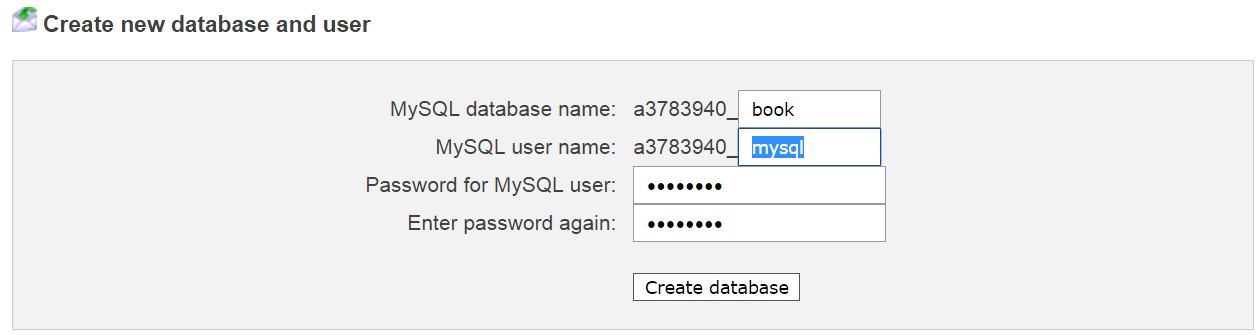 Create new database and user
MySQL database name: a3783940_ book
MySQL user name: a3783940_ mysql
Password for MySQL user: ••••••••
Enter password again: ••••••••
Create database